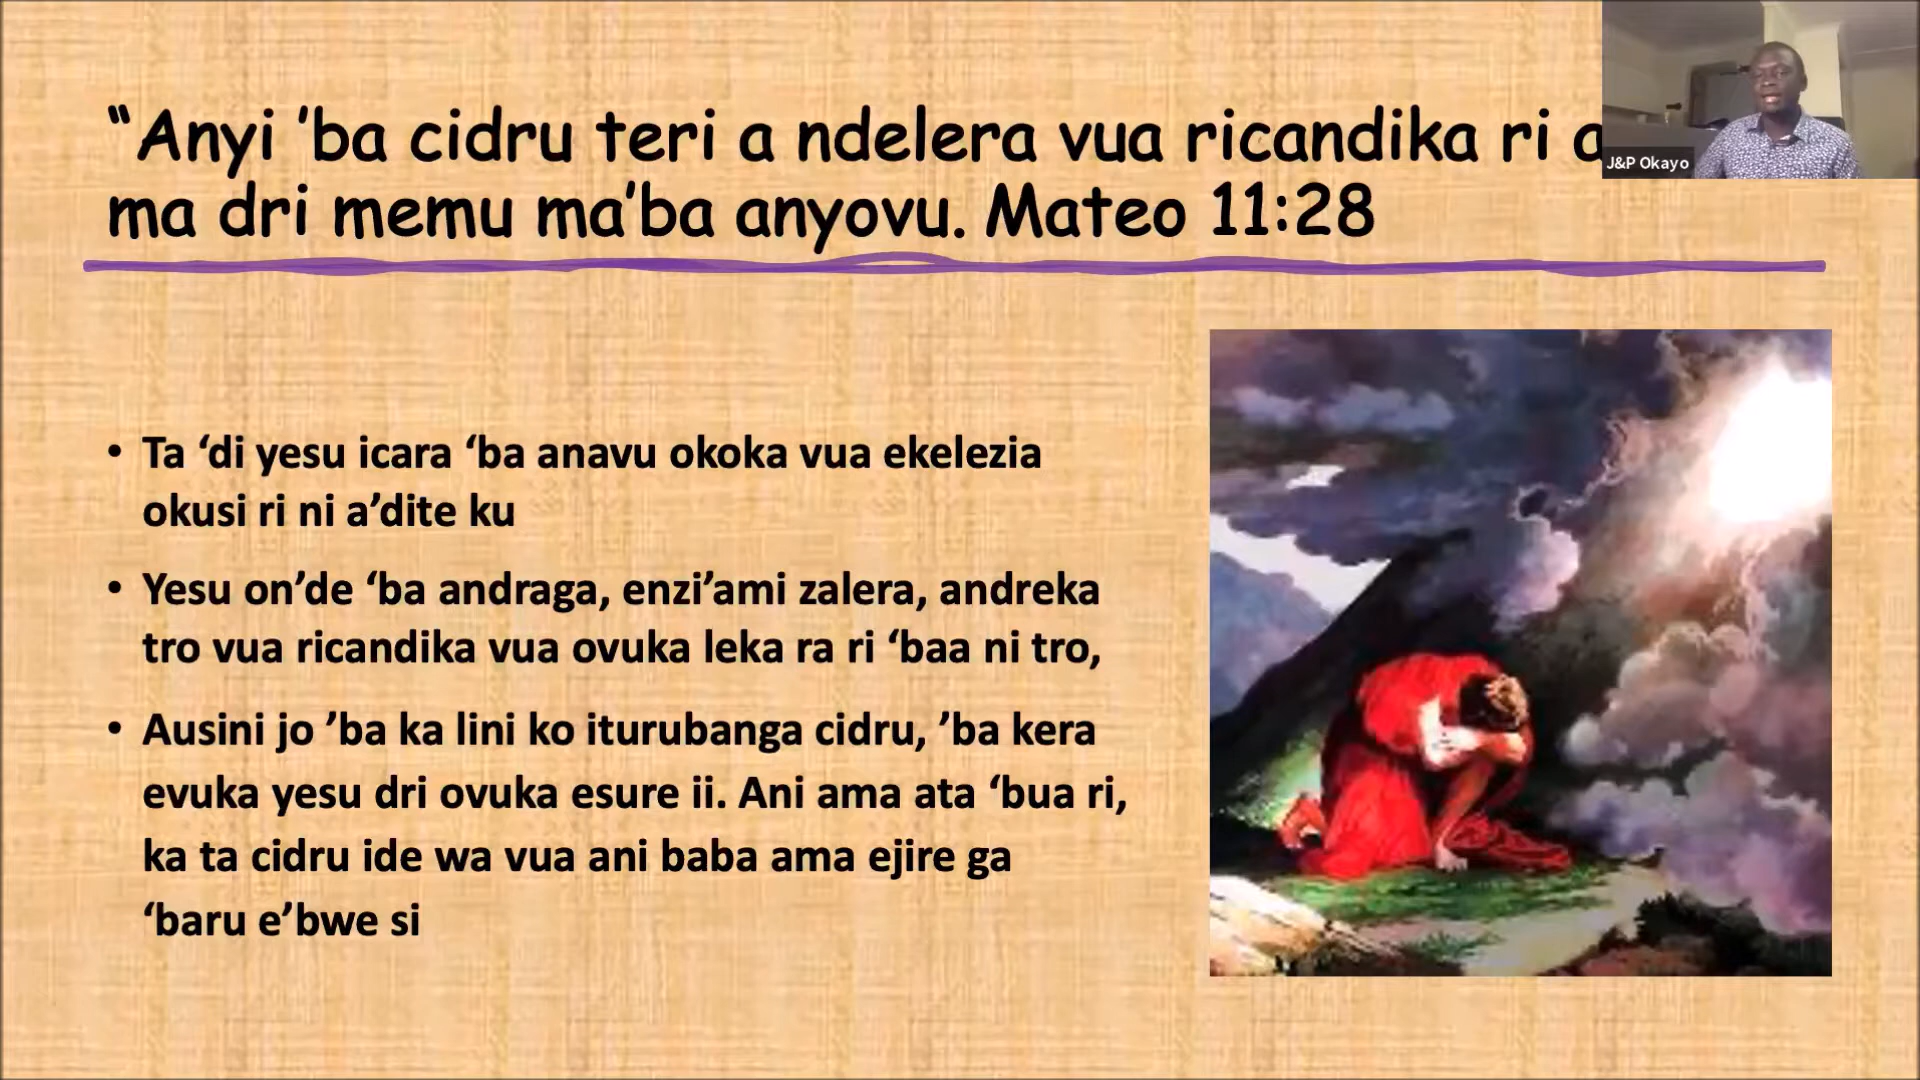 “Anyi ’ba cidru teri a ndelera vua ricandika ri
ma dri memu ma’ba anyovu. Mateo 11:28
J&P Okayo
• Ta ‘di yesu icara ‘ba anavu okoka vua ekelezia
okusi ri ni a’dite ku
• Yesu on’de ‘ba andraga, enzi’ami zalera, andreka
tro vua ricandika vua ovuka leka ra ri ‘baa ni tro,
• Ausini jo ’ba ka lini ko iturubanga cidru, ’ba kera
evuka yesu dri ovuka esure ii. Ani ama ata ‘bua ri,
ka ta cidru ide wa vua ani baba ama ejire ga
‘baru e’bwe si